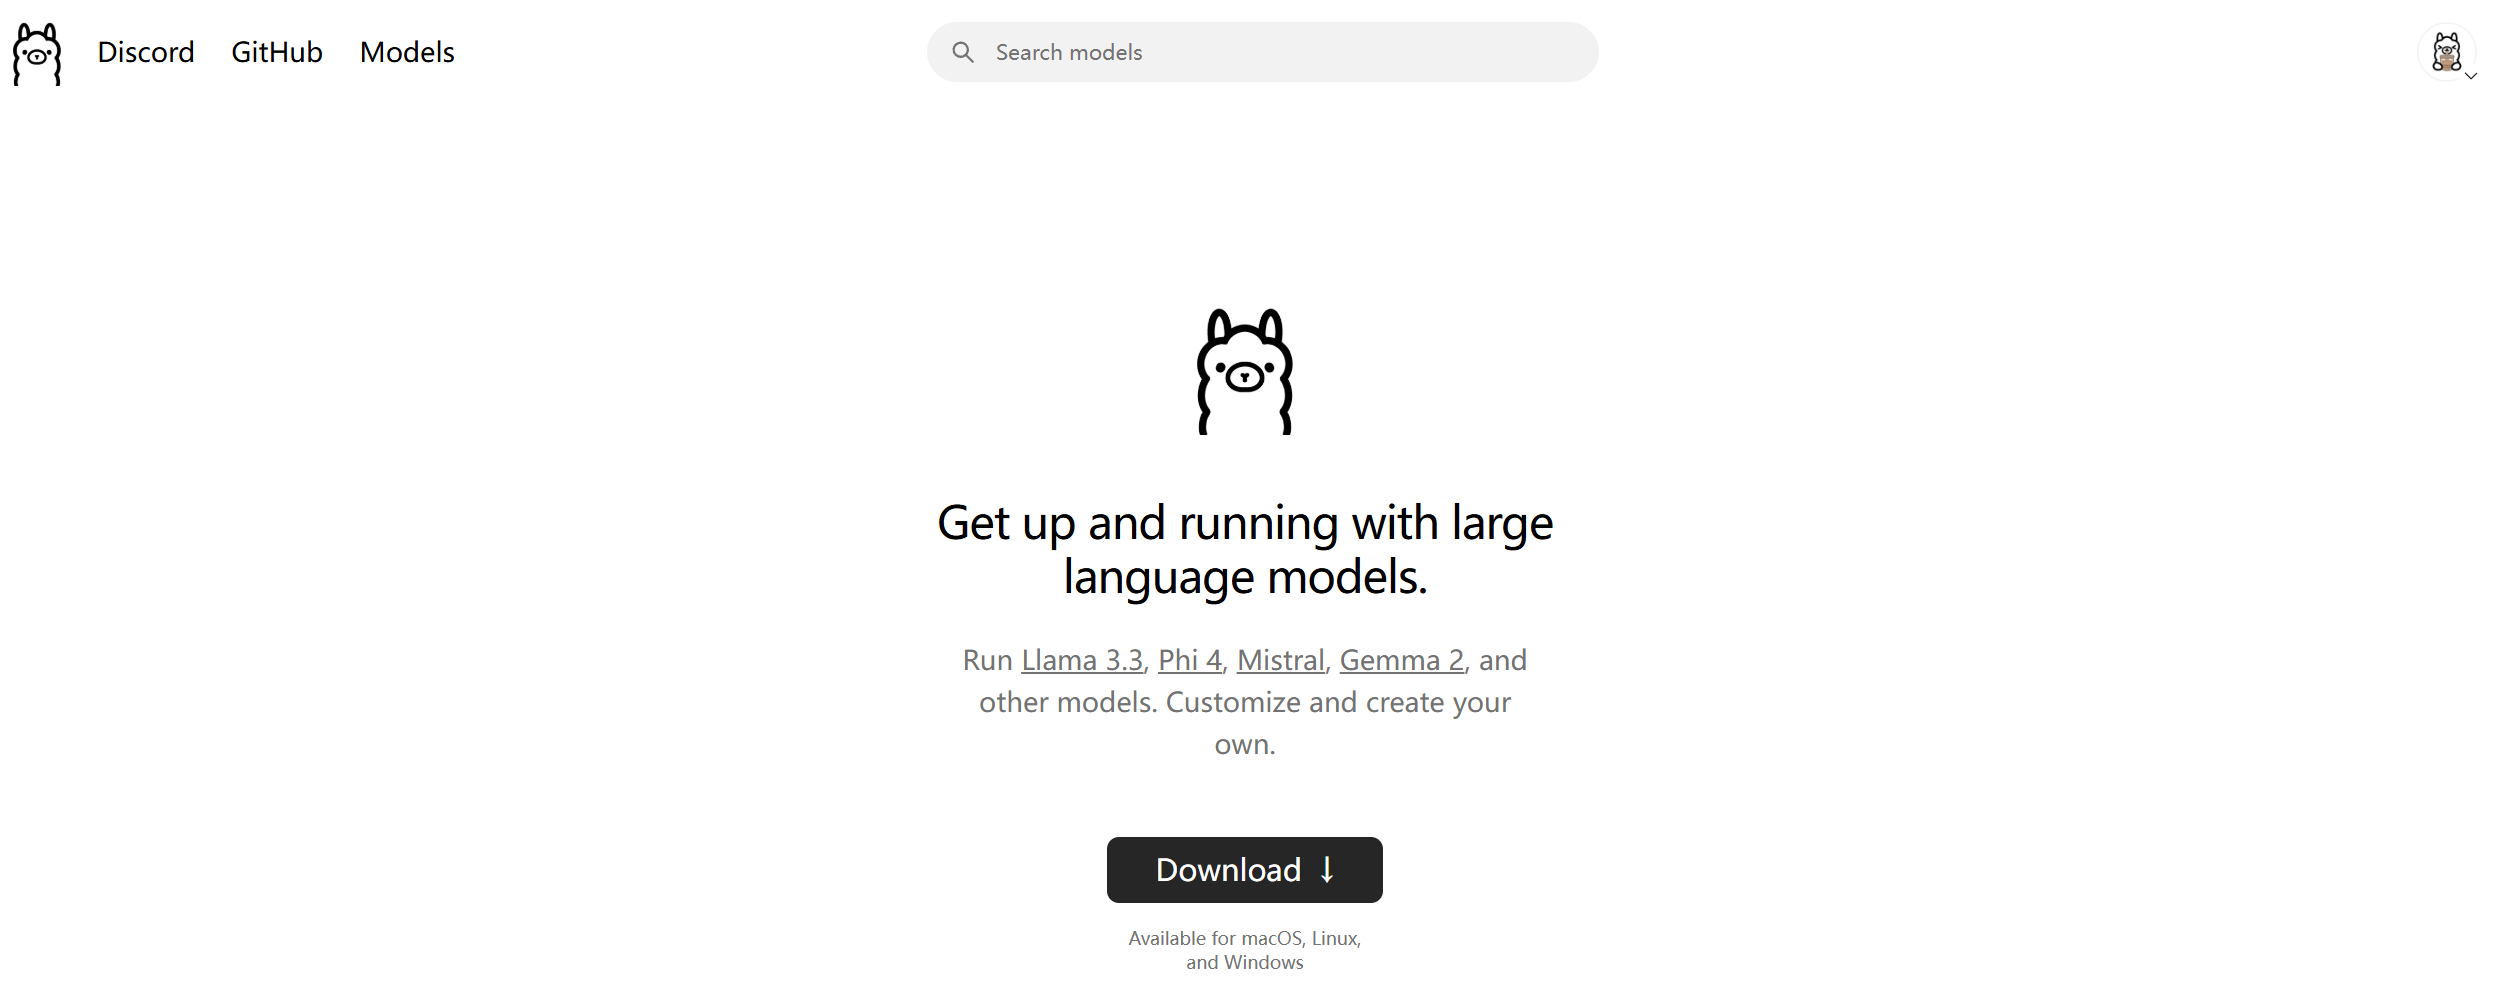 Discord GitHub Models
Search models
Get up and running with large
language models.
Run Llama 3.3, Phi 4, Mistral, Gemma 2, and
other models. Customize and create your
own.
Download ↓
Available for macOS, Linux,
and Windows